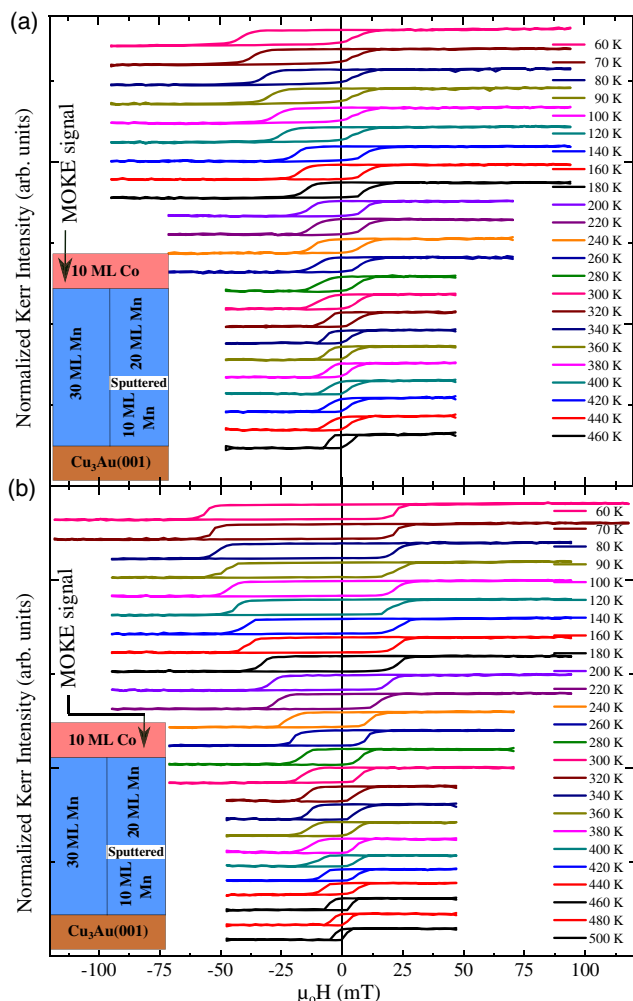 (a)
Normalized Kerr Intensity (arb. units)
MOKE signal
10 ML Co
30 ML Mn
20 ML Mn
Sputtered
10 ML
Mn
Cu₃Au(001)
60 K
70 K
80 K
90 K
100 K
120 K
140 K
160 K
180 K
200 K
220 K
240 K
260 K
280 K
300 K
320 K
340 K
360 K
380 K
400 K
420 K
440 K
460 K
(b)
Normalized Kerr Intensity (arb. units)
MOKE signal
10 ML Co
30 ML Mn
20 ML Mn
Sputtered
10 ML
Mn
Cu₃Au(001)
60 K
70 K
80 K
90 K
100 K
120 K
140 K
160 K
180 K
200 K
220 K
240 K
260 K
280 K
300 K
320 K
340 K
360 K
380 K
400 K
420 K
440 K
460 K
480 K
500 K
-100 -75 -50 -25 0 25 50 75 100
μ₀H (mT)